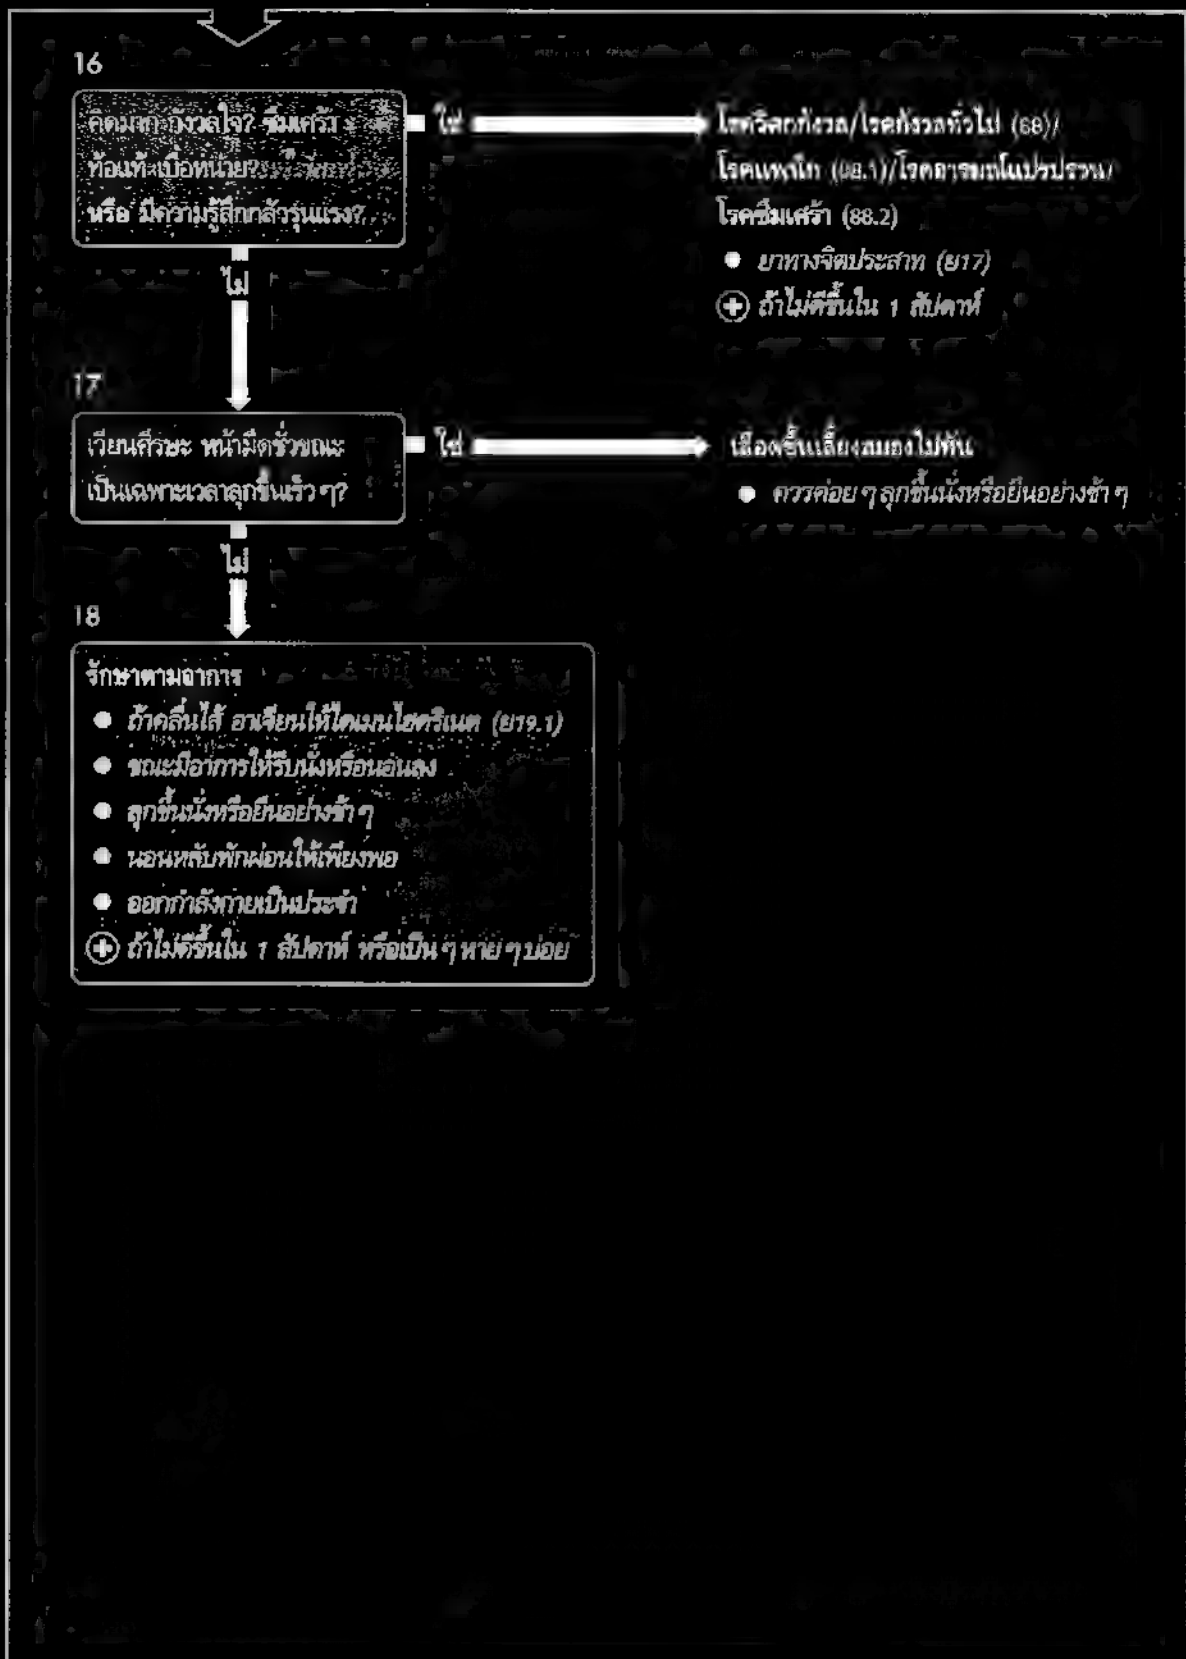 16
คิดมาก กังวลใจ? ซึมเศร้า
ท้อแท้ เบื่อหน่าย?
หรือ มีความรู้สึกกลัวรุนแรง?
ใช่
โรควิตกกังวล/โรคกังวลทั่วไป (68)/
โรคแพนิก (68.1)/โรคอารมณ์แปรปรวน/
โรคซึมเศร้า (88.2)
● ยาทางจิตประสาท (ย17)
⊕ ถ้าไม่ดีขึ้นใน 1 สัปดาห์
ไม่
17
เวียนศีรษะ หน้ามืดชั่วขณะ
เป็นเฉพาะเวลาลุกขึ้นเร็ว ๆ?
ใช่
เลือดขึ้นเลี้ยงสมองไม่ทัน
● ควรค่อย ๆ ลุกขึ้นนั่งหรือยืนอย่างช้า ๆ
ไม่
18
รักษาตามอาการ
● ถ้าคลื่นไส้ อาเจียนให้ไดเมนไฮดริเนต (ย19.1)
● ขณะมีอาการให้รีบนั่งหรือนอนลง
● ลุกขึ้นนั่งหรือยืนอย่างช้า ๆ
● นอนหลับพักผ่อนให้เพียงพอ
● ออกกำลังกายเป็นประจำ
⊕ ถ้าไม่ดีขึ้นใน 1 สัปดาห์ หรือเป็น ๆ หาย ๆ บ่อย